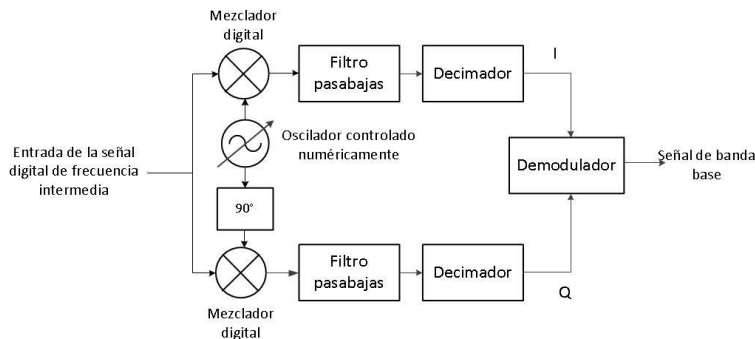 Mezclador
digital
Filtro
pasabajas
Decimador
I
Oscilador controlado
numéricamente
Entrada de la señal
digital de frecuencia
intermedia
Demodulador
Señal de banda
base
90°
Filtro
pasabajas
Decimador
Q
Mezclador
digital